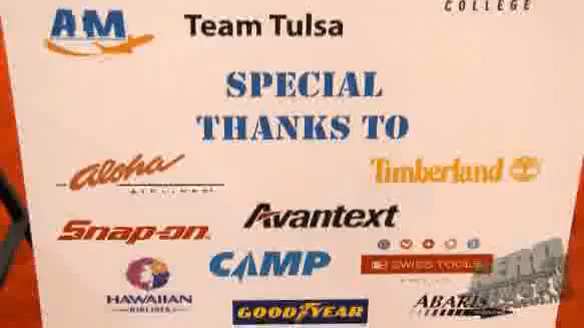 COLLEGE
AM Team Tulsa
SPECIAL
THANKS TO
aloha
AIRLINES
Timberland
Snap-on
Avantext
CAMP
SWISS TOOLS
HAWAIIAN
AIRLINES
GOODYEAR
ABARIS